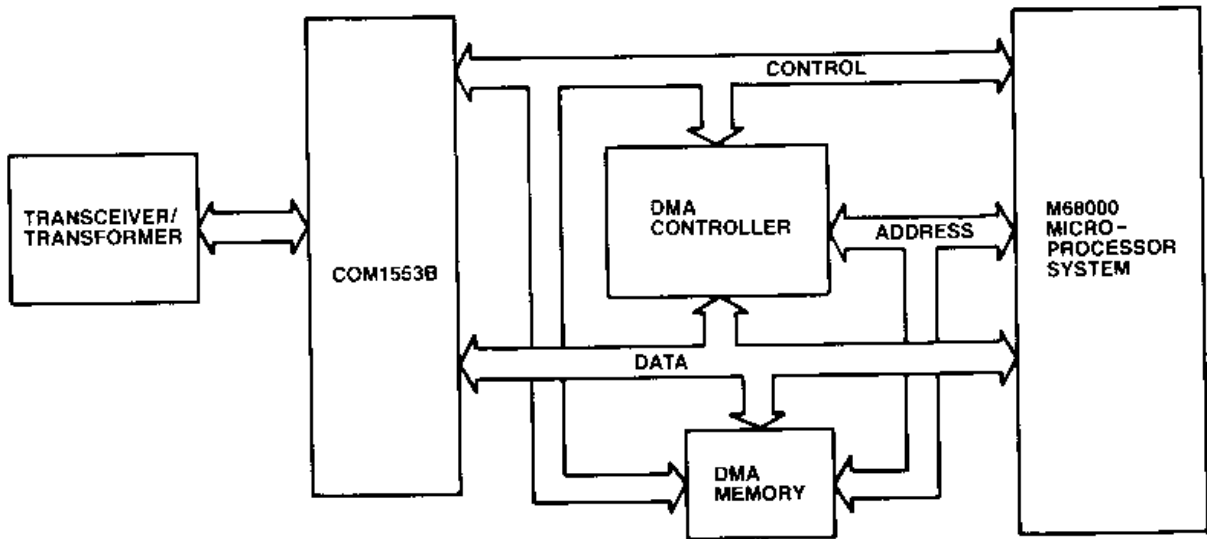 CONTROL
TRANSCEIVER/
TRANSFORMER
COM1553B
DMA
CONTROLLER
ADDRESS
M68000
MICRO-
PROCESSOR
SYSTEM
DATA
DMA
MEMORY